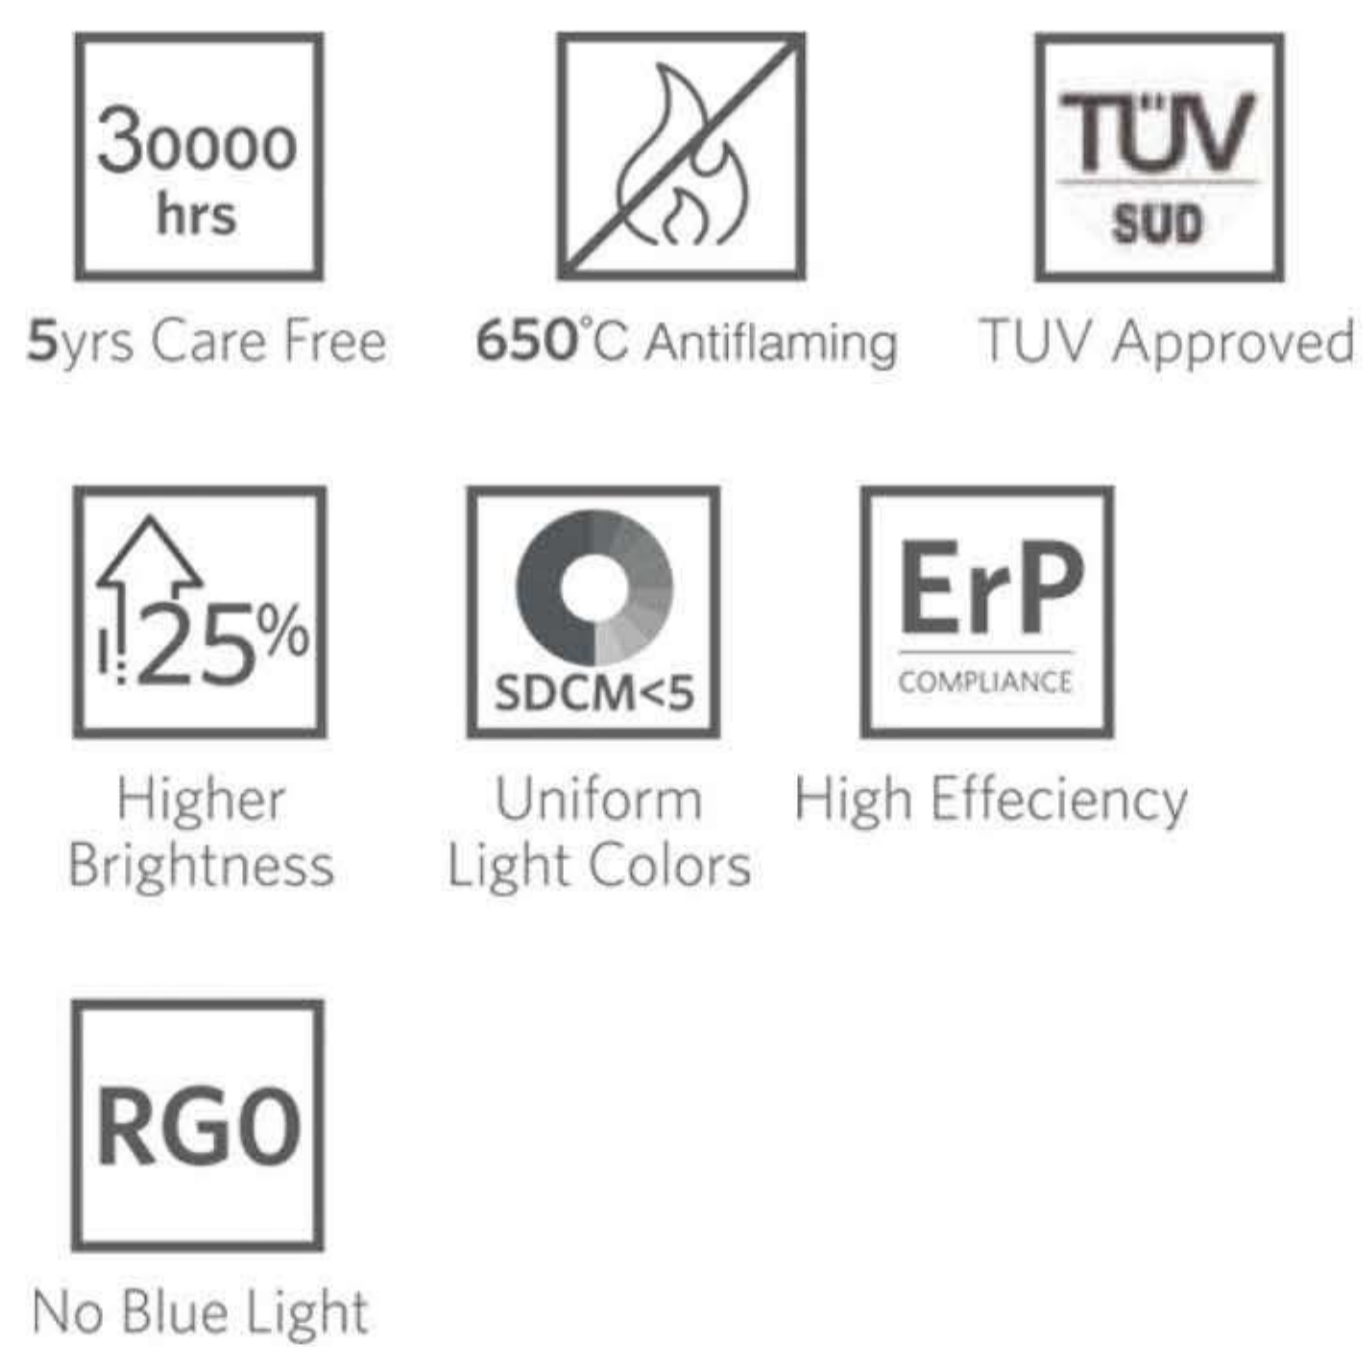 30000
hrs
5yrs Care Free
650°C Antiflaming
TÜV
SÜD
TUV Approved
25%
Higher
Brightness
SDCM<5
Uniform
Light Colors
ErP
COMPLIANCE
High Effeciency
RG0
No Blue Light